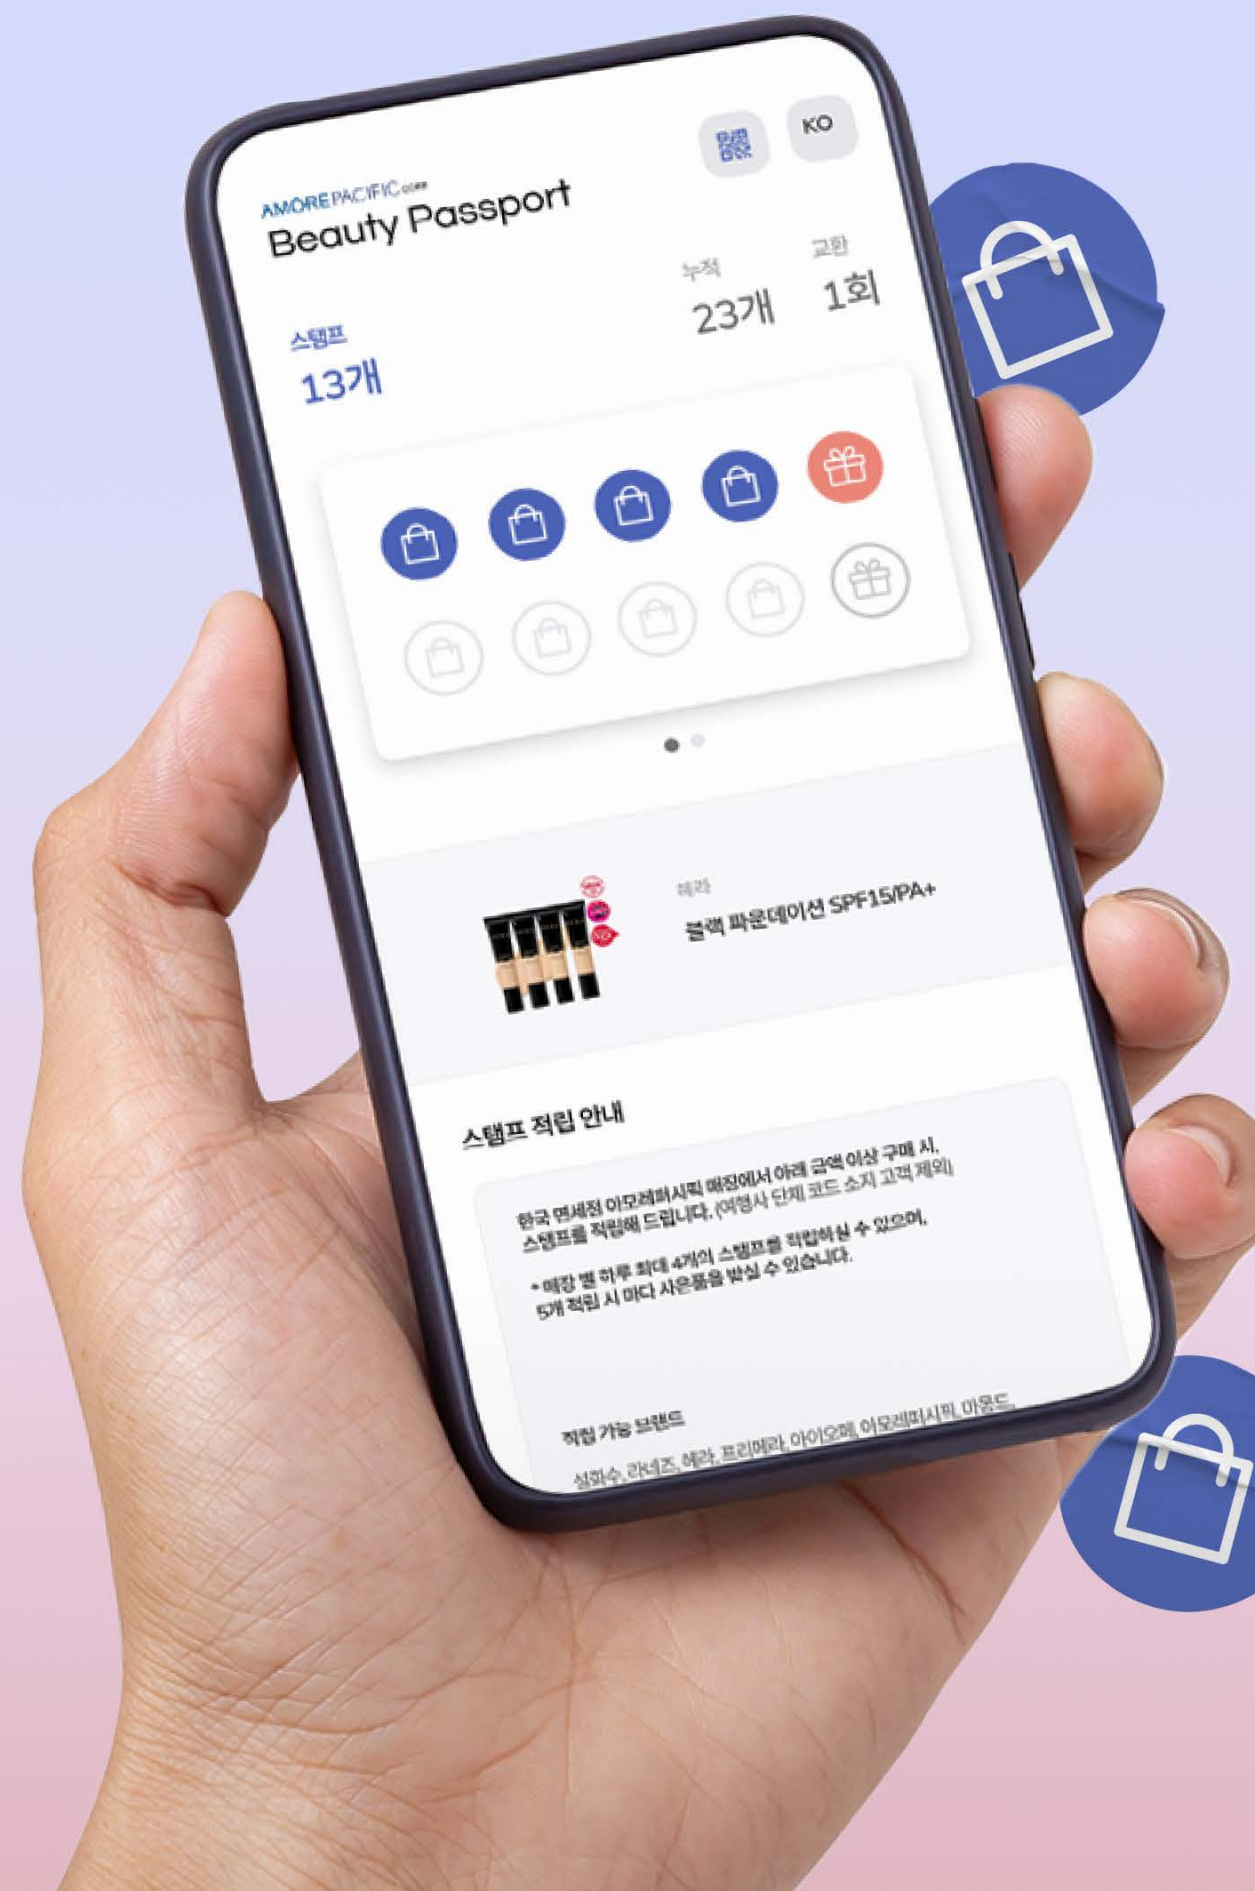 AMOREPACIFIC CORP
Beauty Passport
KO
스탬프
13개
누적
23개
교환
1회
헤라
블랙 파운데이션 SPF15/PA+
스탬프 적립 안내
한국 면세점 아모레퍼시픽 매장에서 아래 금액 이상 구매 시,
스탬프를 적립해 드립니다. (여행사 단체 코드 소지 고객 제외)
* 매장 별 하루 최대 4개의 스탬프를 적립하실 수 있으며,
5개 적립 시 마다 사은품을 받실 수 있습니다.
적립 가능 브랜드
설화수, 라네즈, 헤라, 프리메라, 아이오페, 아모레퍼시픽, 마몽드,